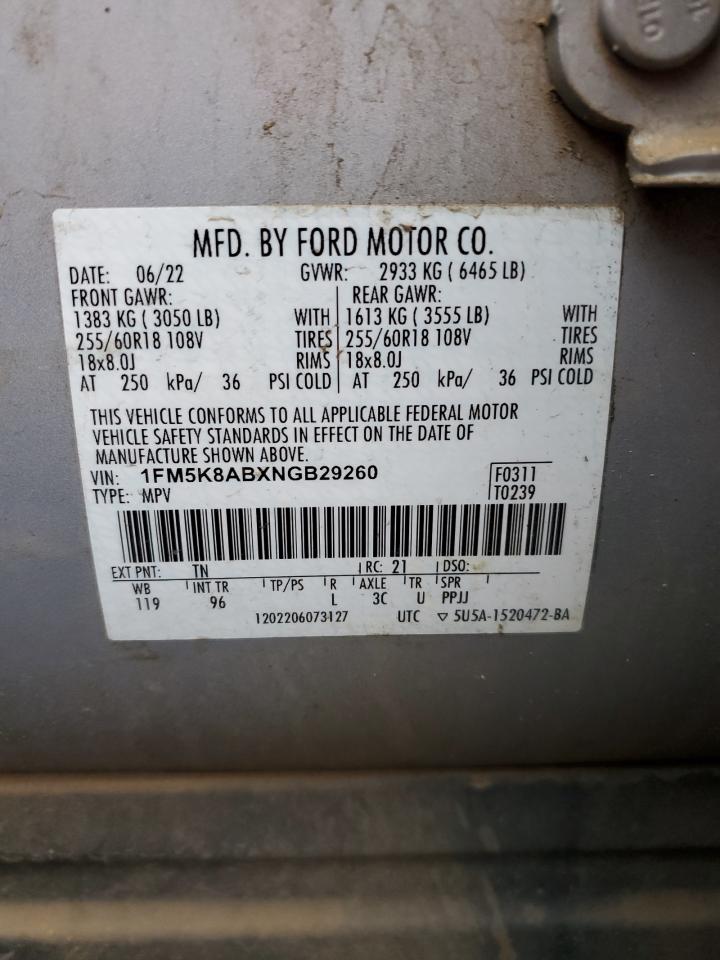 MFD. BY FORD MOTOR CO.
DATE: 06/22 GVWR: 2933 KG ( 6465 LB)
FRONT GAWR: REAR GAWR:
1383 KG ( 3050 LB) WITH 1613 KG ( 3555 LB) WITH
255/60R18 108V TIRES 255/60R18 108V TIRES
18x8.0J RIMS 18x8.0J RIMS
AT 250 kPa/ 36 PSI COLD AT 250 kPa/ 36 PSI COLD
THIS VEHICLE CONFORMS TO ALL APPLICABLE FEDERAL MOTOR
VEHICLE SAFETY STANDARDS IN EFFECT ON THE DATE OF
MANUFACTURE SHOWN ABOVE.
VIN: 1FM5K8ABXNGB29260 F0311
TYPE: MPV T0239
EXT PNT: TN RC: 21 DSO:
WB INT TR TP/PS R AXLE TR SPR
119 96 L 3C U PPJJ
1202206073127 UTC ▽ 5U5A-1520472-BA